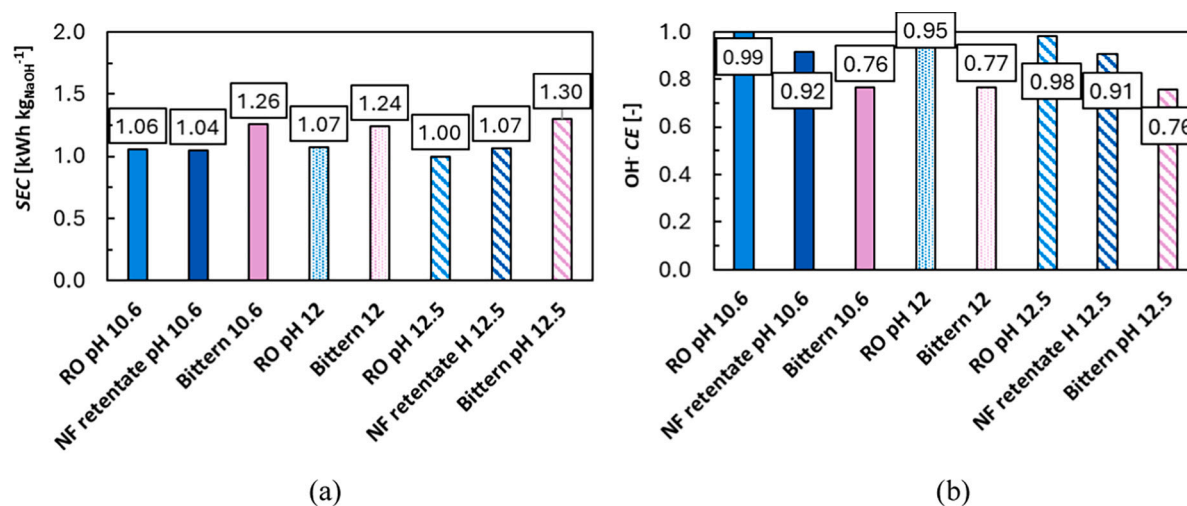 SEC [kWh kgNaOH⁻¹]
2.0
1.5
1.0
0.5
0.0
1.06
1.04
1.26
1.07
1.24
1.00
1.07
1.30
RO pH 10.6
NF retentate pH 10.6
Bittern 10.6
RO pH 12
Bittern 12
RO pH 12.5
NF retentate H 12.5
Bittern pH 12.5
(a)
OH⁻ CE [-]
1.0
0.8
0.6
0.4
0.2
0.0
0.99
0.92
0.76
0.95
0.77
0.98
0.91
0.76
RO pH 10.6
NF retentate pH 10.6
Bittern 10.6
RO pH 12
Bittern 12
RO pH 12.5
NF retentate H 12.5
Bittern pH 12.5
(b)